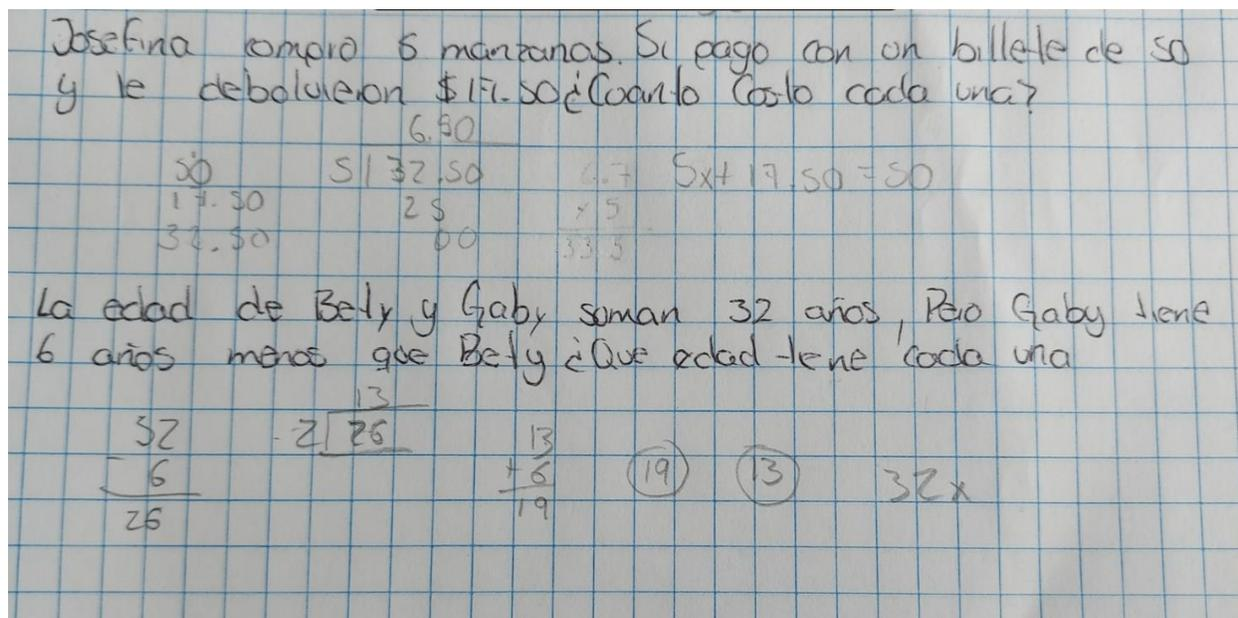 Josefina compro 5 manzanas. Si pago con un billete de 50
y le debolvieron $17.50 ¿Cuanto Costo cada una?
6.50
50 5 32.50 6.7 5x+17.50=50
17.50 25 x 5
32.50 00 33.5
La edad de Bety y Gaby suman 32 años, Pero Gaby tiene
6 años menos que Bety ¿Que edad tene cada una
13
32 2 26 13
- 6 + 6 19 13 32x
26 19